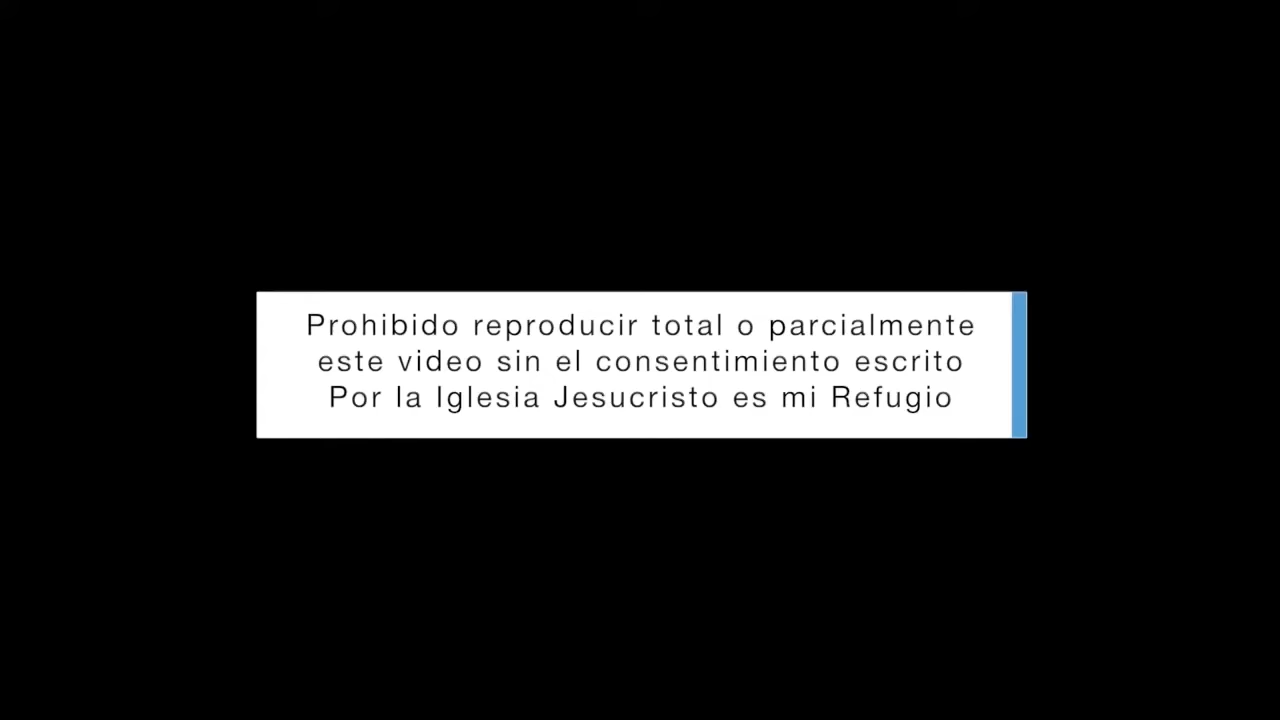 Prohibido reproducir total o parcialmente
este video sin el consentimiento escrito
Por la Iglesia Jesucristo es mi Refugio